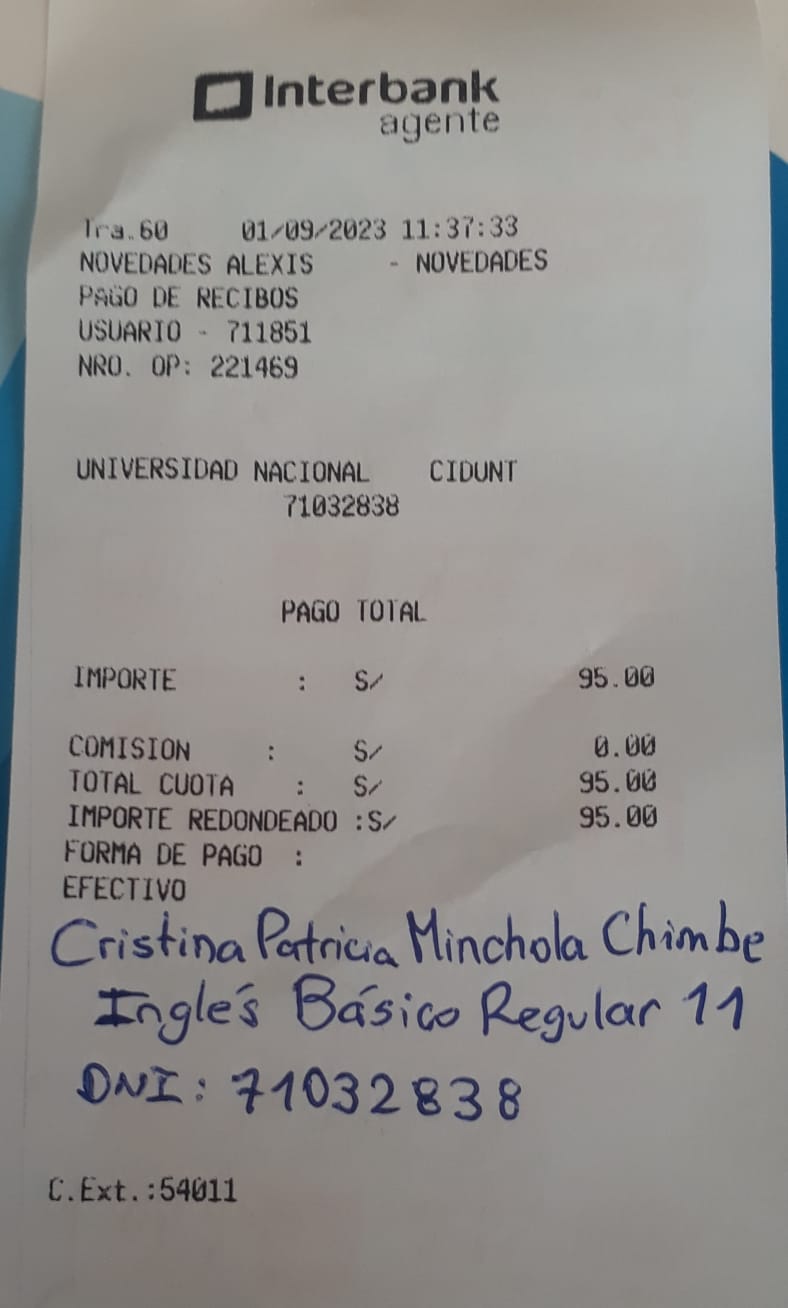 Interbank
agente
Tra.60 01/09/2023 11:37:33
NOVEDADES ALEXIS - NOVEDADES
PAGO DE RECIBOS
USUARIO - 711851
NRO. OP: 221469
UNIVERSIDAD NACIONAL CIDUNT
71032838
PAGO TOTAL
IMPORTE : S/ 95.00
COMISION : S/ 0.00
TOTAL CUOTA : S/ 95.00
IMPORTE REDONDEADO :S/ 95.00
FORMA DE PAGO :
EFECTIVO
Cristina Patricia Minchola Chimbe
Inglés Básico Regular 11
DNI: 71032838
C.Ext.:54011